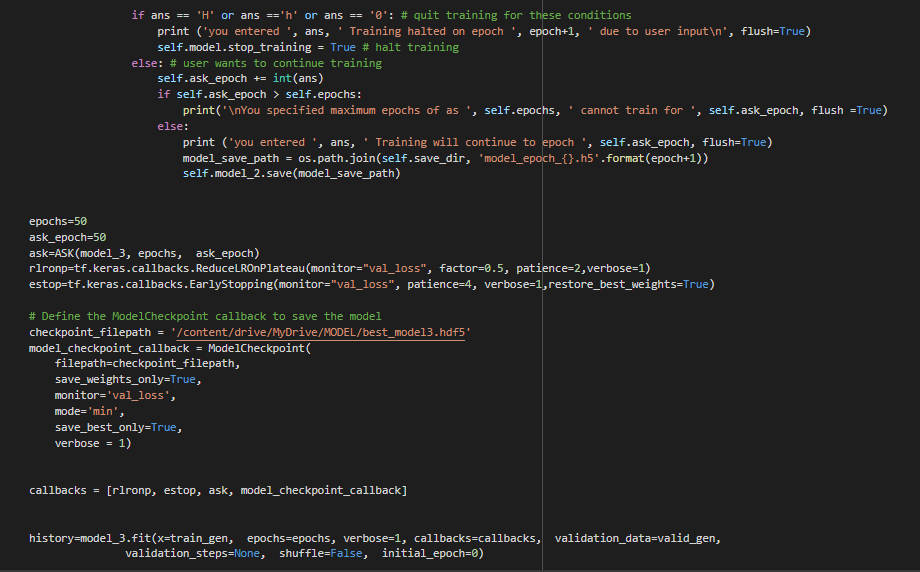 if ans == 'H' or ans =='h' or ans == '0': # quit training for these conditions
print ('you entered ', ans, ' Training halted on epoch ', epoch+1, ' due to user input\n', flush=True)
self.model.stop_training = True # halt training
else: # user wants to continue training
self.ask_epoch += int(ans)
if self.ask_epoch > self.epochs:
print('\nYou specified maximum epochs of as ', self.epochs, ' cannot train for ', self.ask_epoch, flush =True)
else:
print ('you entered ', ans, ' Training will continue to epoch ', self.ask_epoch, flush=True)
model_save_path = os.path.join(self.save_dir, 'model_epoch_{}.h5'.format(epoch+1))
self.model_2.save(model_save_path)
epochs=50
ask_epoch=50
ask=ASK(model_3, epochs,  ask_epoch)
rlronp=tf.keras.callbacks.ReduceLROnPlateau(monitor="val_loss", factor=0.5, patience=2,verbose=1)
estop=tf.keras.callbacks.EarlyStopping(monitor="val_loss", patience=4, verbose=1,restore_best_weights=True)
# Define the ModelCheckpoint callback to save the model
checkpoint_filepath = '/content/drive/MyDrive/MODEL/best_model3.hdf5'
model_checkpoint_callback = ModelCheckpoint(
filepath=checkpoint_filepath,
save_weights_only=True,
monitor='val_loss',
mode='min',
save_best_only=True,
verbose = 1)
callbacks = [rlronp, estop, ask, model_checkpoint_callback]
history=model_3.fit(x=train_gen,  epochs=epochs, verbose=1, callbacks=callbacks,  validation_data=valid_gen,
validation_steps=None,  shuffle=False,  initial_epoch=0)